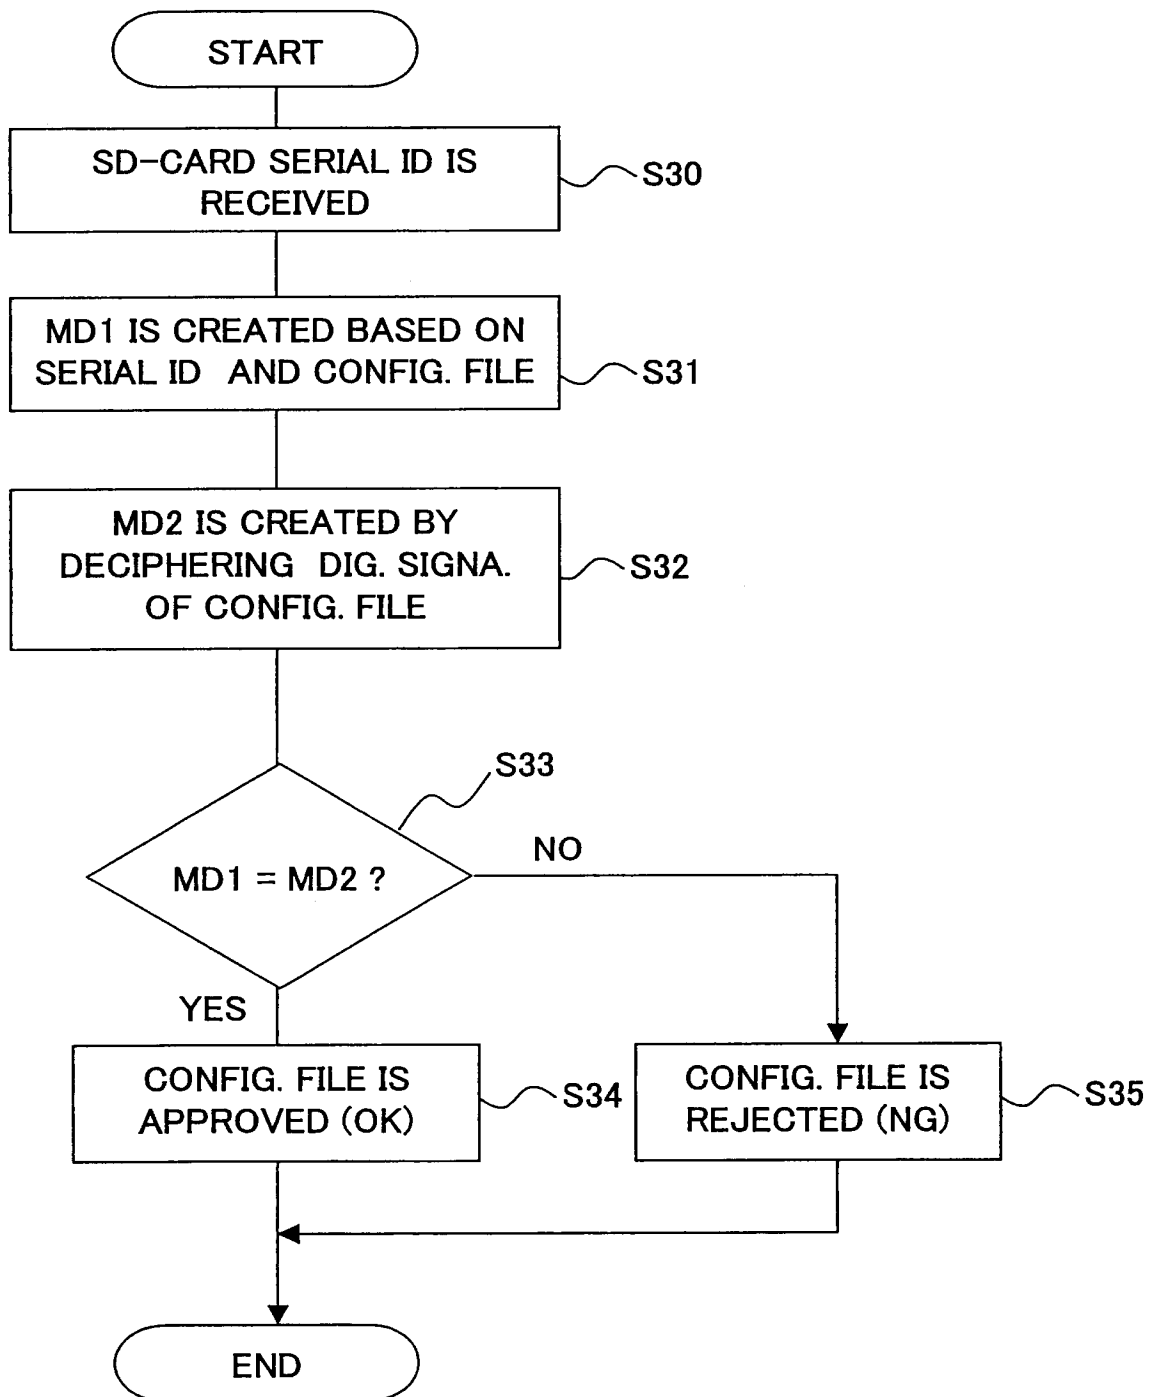 START
SD-CARD SERIAL ID IS
RECEIVED
S30
MD1 IS CREATED BASED ON
SERIAL ID AND CONFIG. FILE
S31
MD2 IS CREATED BY
DECIPHERING DIG. SIGNA.
OF CONFIG. FILE
S32
S33
MD1 = MD2 ?
NO
YES
CONFIG. FILE IS
APPROVED (OK)
S34
CONFIG. FILE IS
REJECTED (NG)
S35
END